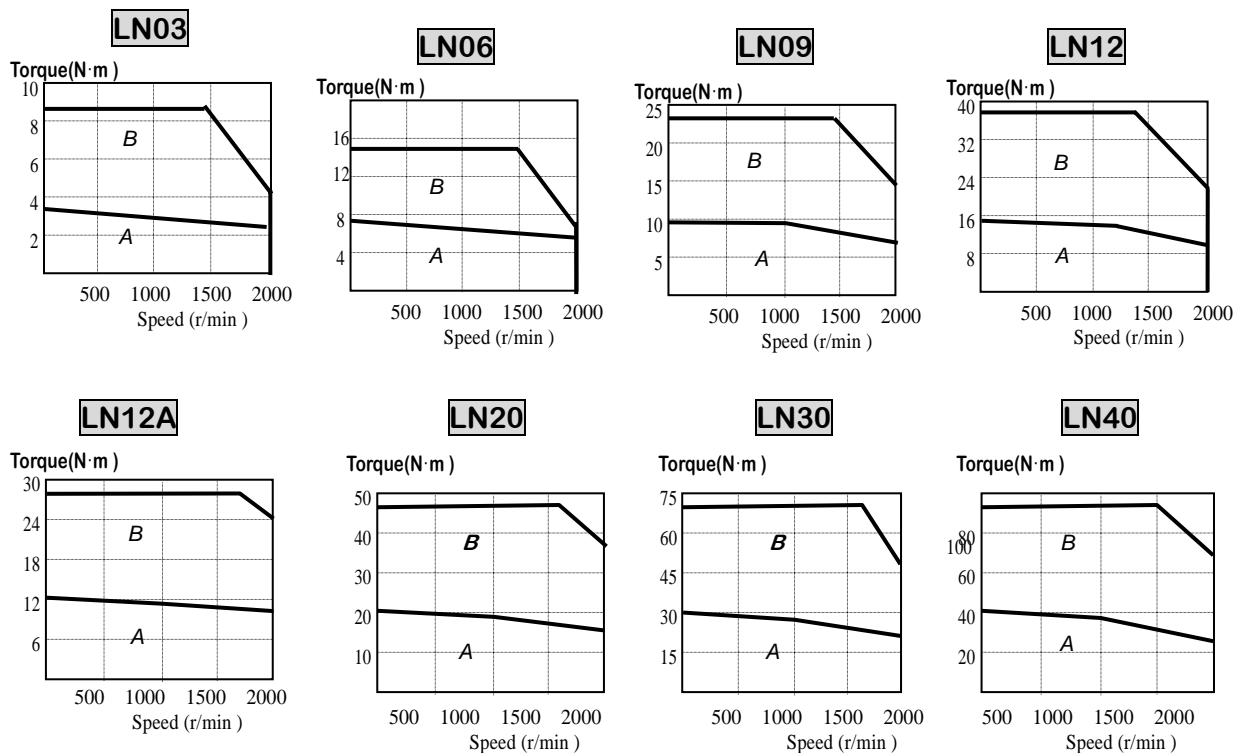 LN03
Torque(N·m )
10
8
6
4
2
B
A
500 1000 1500 2000
Speed (r/min )
LN06
Torque(N·m )
16
12
8
4
B
A
500 1000 1500 2000
Speed (r/min )
LN09
Torque(N·m )
25
20
15
10
5
B
A
500 1000 1500 2000
Speed (r/min )
LN12
Torque(N·m )
40
32
24
16
8
B
A
500 1000 1500 2000
Speed (r/min )
LN12A
Torque(N·m )
30
24
18
12
6
B
A
500 1000 1500 2000
Speed (r/min )
LN20
Torque(N·m )
50
40
30
20
10
B
A
500 1000 1500 2000
Speed (r/min )
LN30
Torque(N·m )
75
60
45
30
15
B
A
500 1000 1500 2000
Speed (r/min )
LN40
Torque(N·m )
80
100
60
40
20
B
A
500 1000 1500 2000
Speed (r/min )